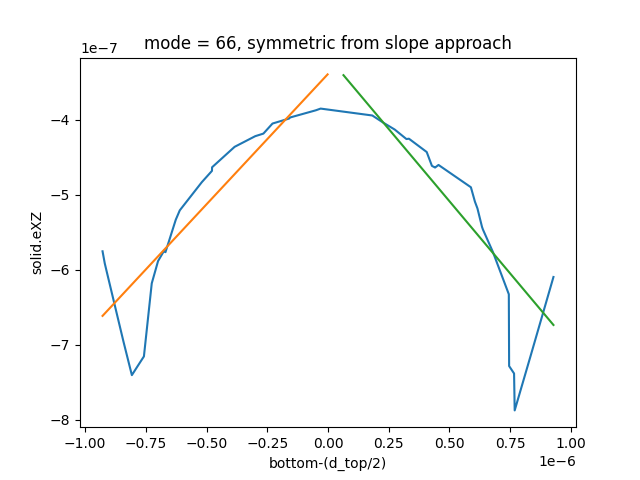 mode = 66, symmetric from slope approach
1e−7
−4
−5
−6
−7
−8
solid.eXZ
−1.00 −0.75 −0.50 −0.25 0.00 0.25 0.50 0.75 1.00
1e−6
bottom-(d_top/2)